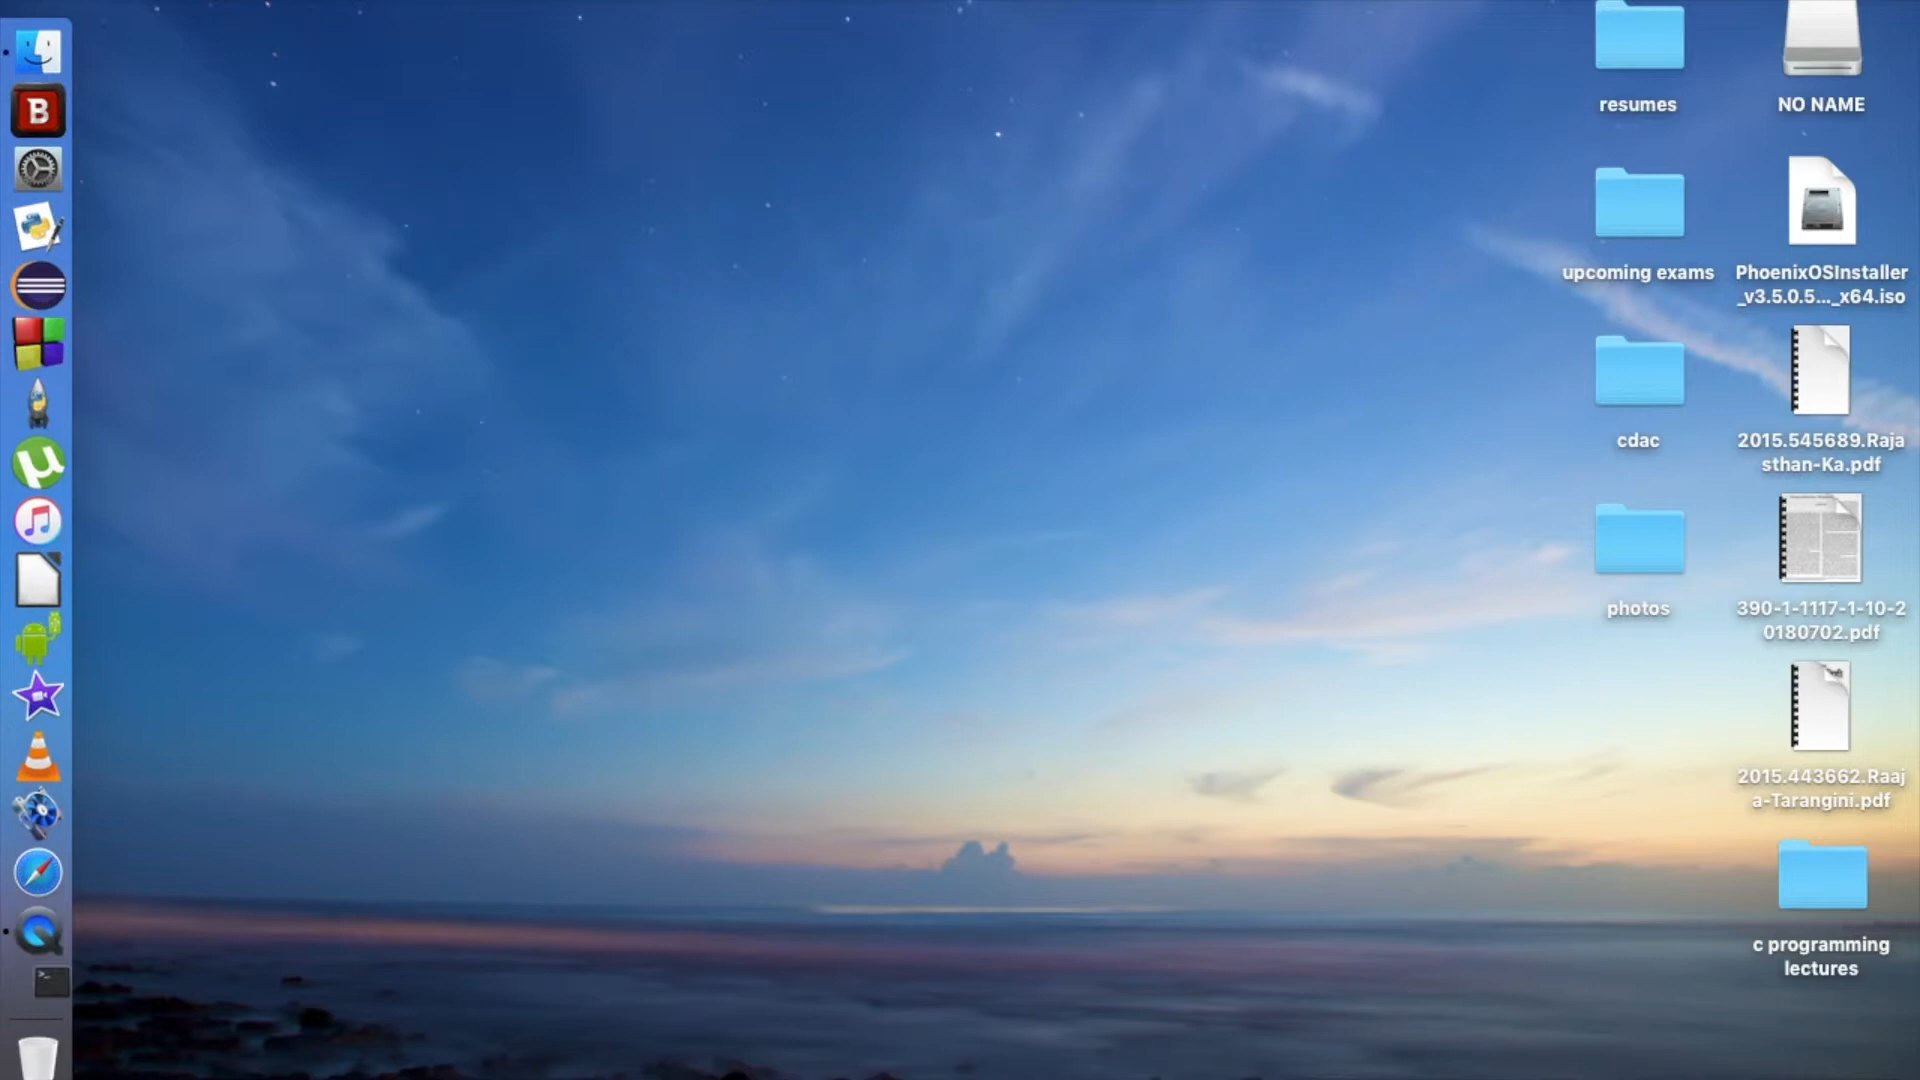 resumes
NO NAME
upcoming exams
PhoenixOSInstaller
_v3.5.0.5..._x64.iso
cdac
2015.545689.Raja
sthan-Ka.pdf
photos
390-1-1117-1-10-2
0180702.pdf
2015.443662.Raaj
a-Tarangini.pdf
c programming
lectures